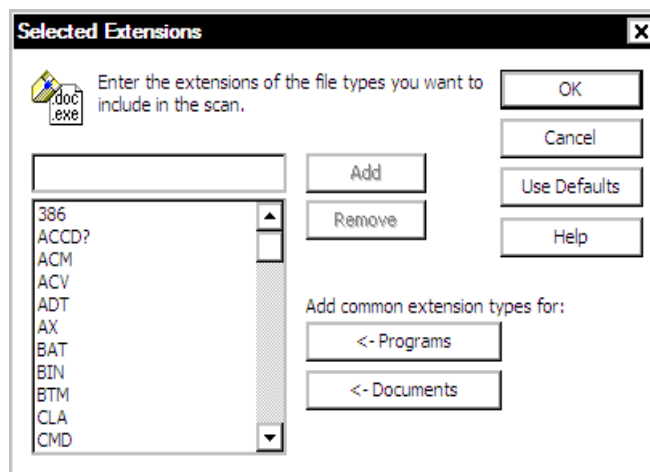 Selected Extensions
.doc
.exe
Enter the extensions of the file types you want to
include in the scan.
OK
Cancel
Use Defaults
Help
Add
Remove
386
ACCD?
ACM
ACV
ADT
AX
BAT
BIN
BTM
CLA
CMD
Add common extension types for:
<- Programs
<- Documents